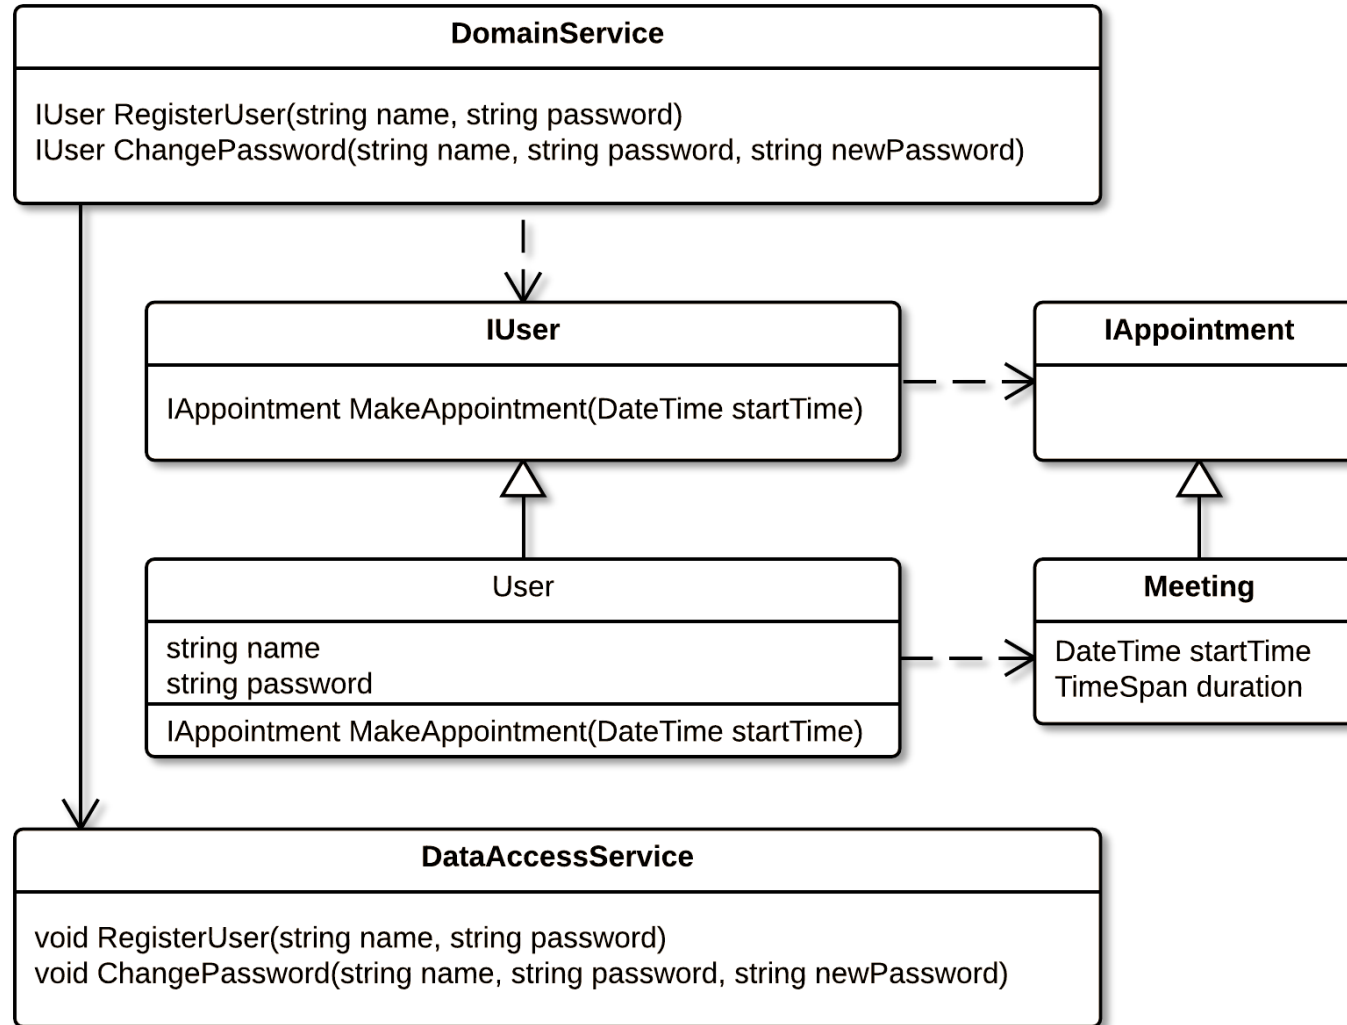 DomainService
IUser RegisterUser(string name, string password)
IUser ChangePassword(string name, string password, string newPassword)
IUser
IAppointment MakeAppointment(DateTime startTime)
IAppointment
User
string name
string password
IAppointment MakeAppointment(DateTime startTime)
Meeting
DateTime startTime
TimeSpan duration
DataAccessService
void RegisterUser(string name, string password)
void ChangePassword(string name, string password, string newPassword)